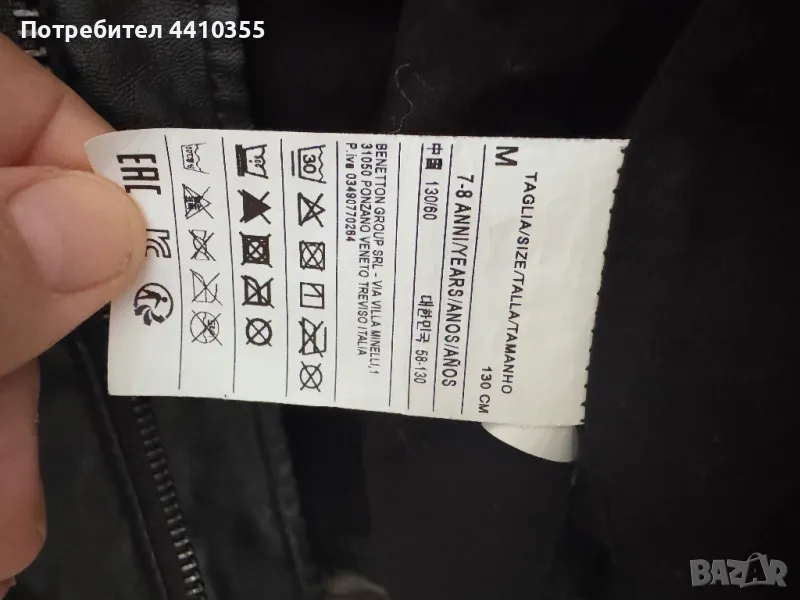 Потребител 4410355
TAGLIA/SIZE/TALLA/TAMANHO
M 130 CM
7-8 ANNI/YEARS/ANOS/AÑOS
中國 130/60 대한민국 58-130
BENETTON GROUP SRL - VIA VILLA MINELLI,1
31050 PONZANO VENETO TREVISO ITALIA
P.iva 03490770264
30
EAC
BAZAR